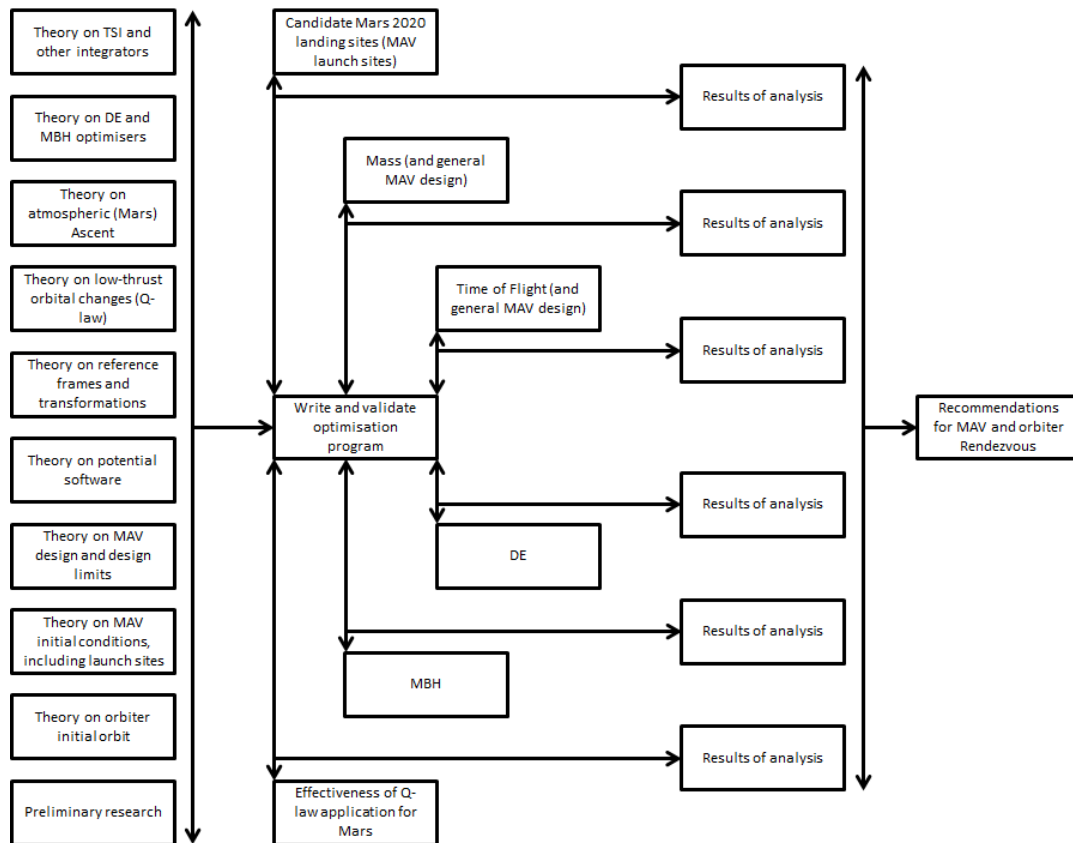 Theory on TSI and
other integrators
Theory on DE and
MBH optimisers
Theory on
atmospheric (Mars)
Ascent
Theory on low-thrust
orbital changes (Q-
law)
Theory on reference
frames and
transformations
Theory on potential
software
Theory on MAV
design and design
limits
Theory on MAV
initial conditions,
including launch sites
Theory on orbiter
initial orbit
Preliminary research
Candidate Mars 2020
landing sites (MAV
launch sites)
Mass (and general
MAV design)
Time of Flight (and
general MAV design)
Write and validate
optimisation
program
DE
MBH
Effectiveness of Q-
law application for
Mars
Results of analysis
Results of analysis
Results of analysis
Results of analysis
Results of analysis
Results of analysis
Recommendations
for MAV and orbiter
Rendezvous